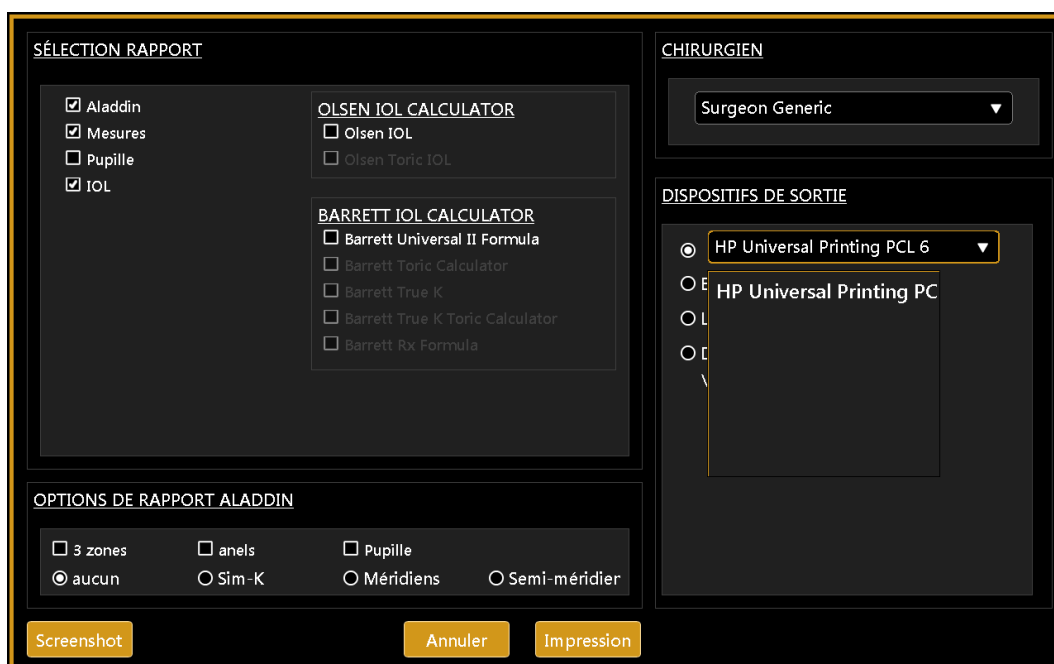 SÉLECTION RAPPORT
Aladdin
Mesures
Pupille
IOL
OLSEN IOL CALCULATOR
Olsen IOL
Olsen Toric IOL
BARRETT IOL CALCULATOR
Barrett Universal II Formula
Barrett Toric Calculator
Barrett True K
Barrett True K Toric Calculator
Barrett Rx Formula
OPTIONS DE RAPPORT ALADDIN
3 zones
anels
Pupille
aucun
Sim-K
Méridiens
Semi-méridier
CHIRURGIEN
Surgeon Generic
DISPOSITIFS DE SORTIE
HP Universal Printing PCL 6
HP Universal Printing PC
Screenshot
Annuler
Impression